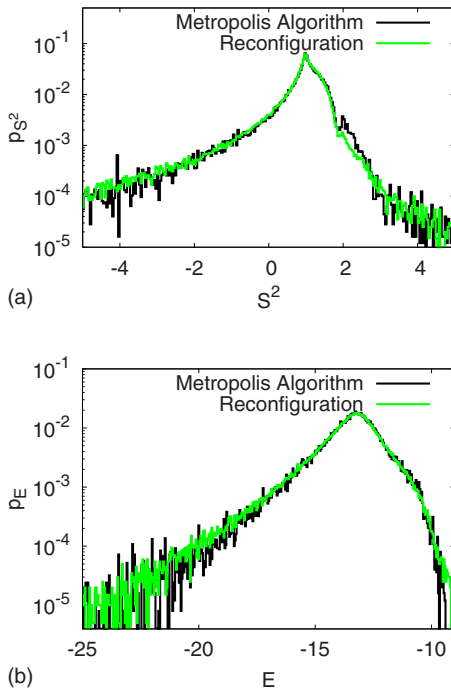 Metropolis Algorithm
Reconfiguration
10⁻¹
10⁻²
10⁻³
10⁻⁴
10⁻⁵
p_S²
-4 -2 0 2 4
S²
(a)
Metropolis Algorithm
Reconfiguration
10⁻¹
10⁻²
10⁻³
10⁻⁴
10⁻⁵
p_E
-25 -20 -15 -10
E
(b)